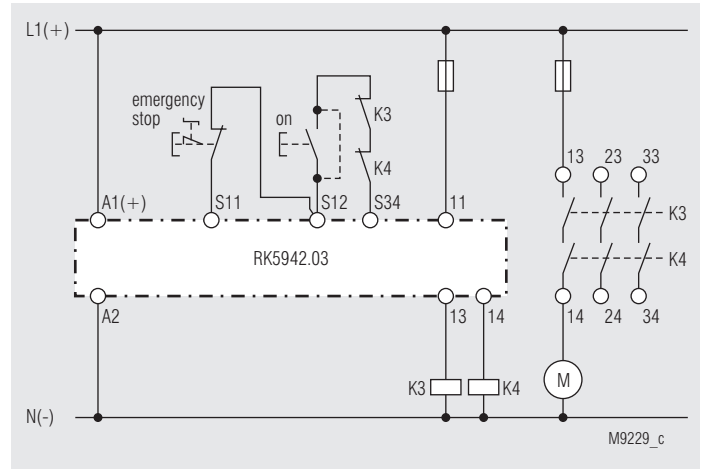 L1(+)
emergency
stop
on
K3
K4
13 23 33
K3
K4
A1(+) S11 S12 S34 11
RK5942.03
A2 13 14 14 24 34
K3 K4 M
N(-)
M9229_c